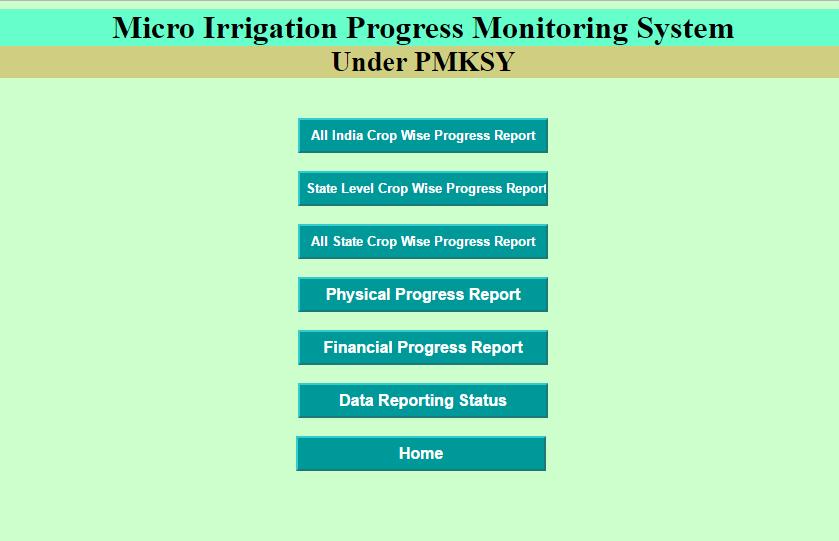 Micro Irrigation Progress Monitoring System
Under PMKSY
All India Crop Wise Progress Report
State Level Crop Wise Progress Report
All State Crop Wise Progress Report
Physical Progress Report
Financial Progress Report
Data Reporting Status
Home